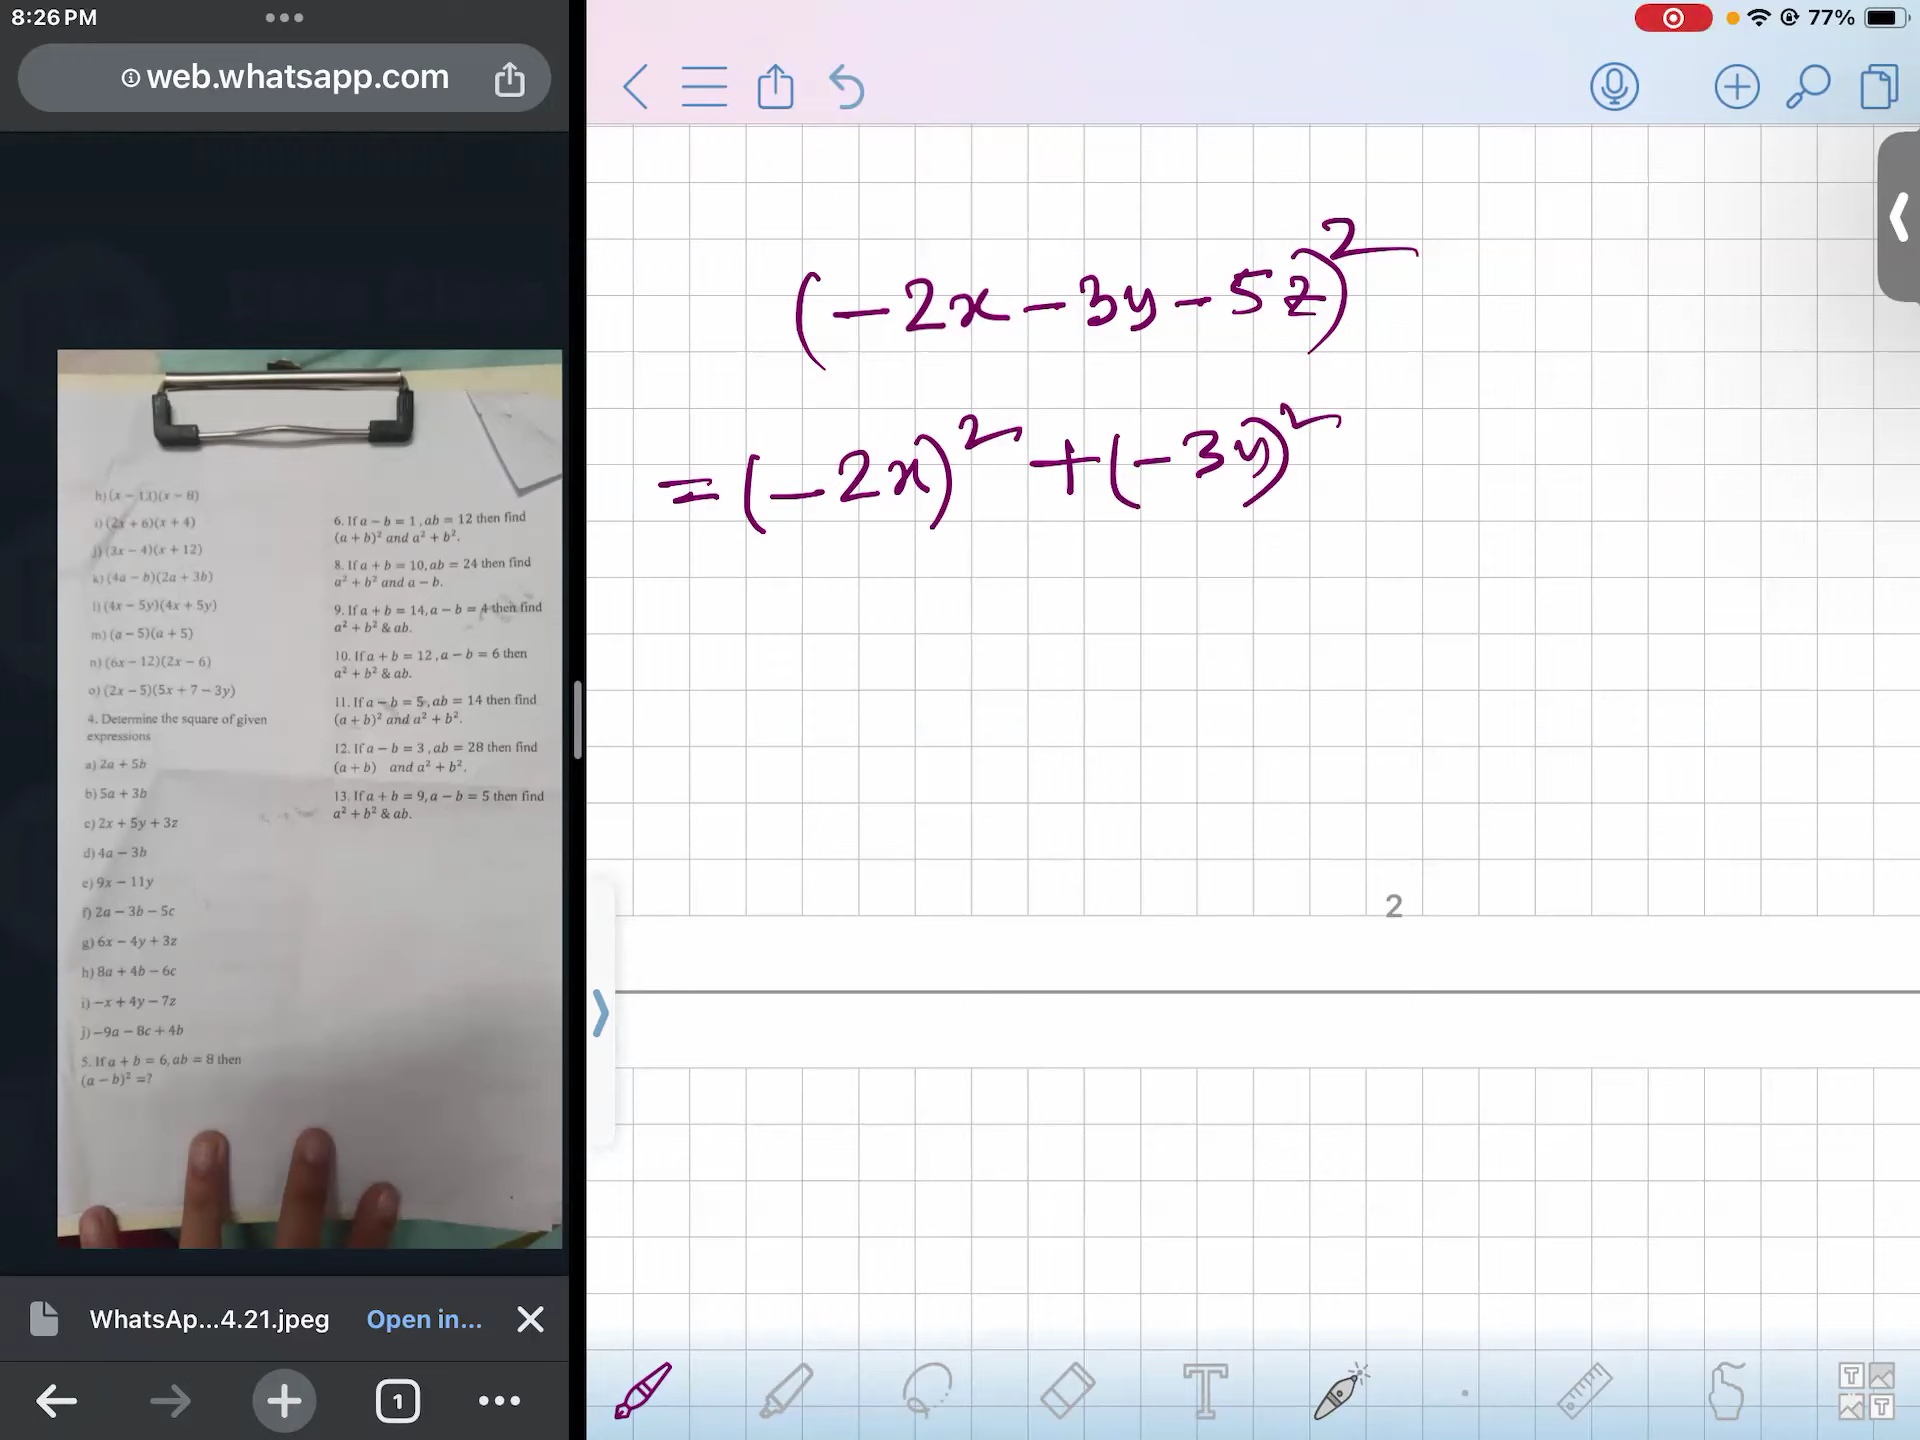 8:26 PM
77%
web.whatsapp.com
h) (x − 13)(x − 8)
i) (2x + 6)(x + 4)
j) (3x − 4)(x + 12)
k) (4a − b)(2a + 3b)
l) (4x − 5y)(4x + 5y)
m) (a − 5)(a + 5)
n) (6x − 12)(2x − 6)
o) (2x − 5)(5x + 7 − 3y)
4. Determine the square of given
expressions
a) 2a + 5b
b) 5a + 3b
c) 2x + 5y + 3z
d) 4a − 3b
e) 9x − 11y
f) 2a − 3b − 5c
g) 6x − 4y + 3z
h) 8a + 4b − 6c
i) −x + 4y − 7z
j) −9a − 8c + 4b
5. If a + b = 6, ab = 8 then
(a − b)² =?
6. If a − b = 1, ab = 12 then find
(a + b)² and a² + b².
8. If a + b = 10, ab = 24 then find
a² + b² and a − b.
9. If a + b = 14, a − b = 4 then find
a² + b² & ab.
10. If a + b = 12, a − b = 6 then
a² + b² & ab.
11. If a − b = 5, ab = 14 then find
(a + b)² and a² + b².
12. If a − b = 3, ab = 28 then find
(a + b) and a² + b².
13. If a + b = 9, a − b = 5 then find
a² + b² & ab.
WhatsAp...4.21.jpeg Open in...
1
(−2x − 3y − 5z)²
= (−2x)² + (−3y)²
2
T